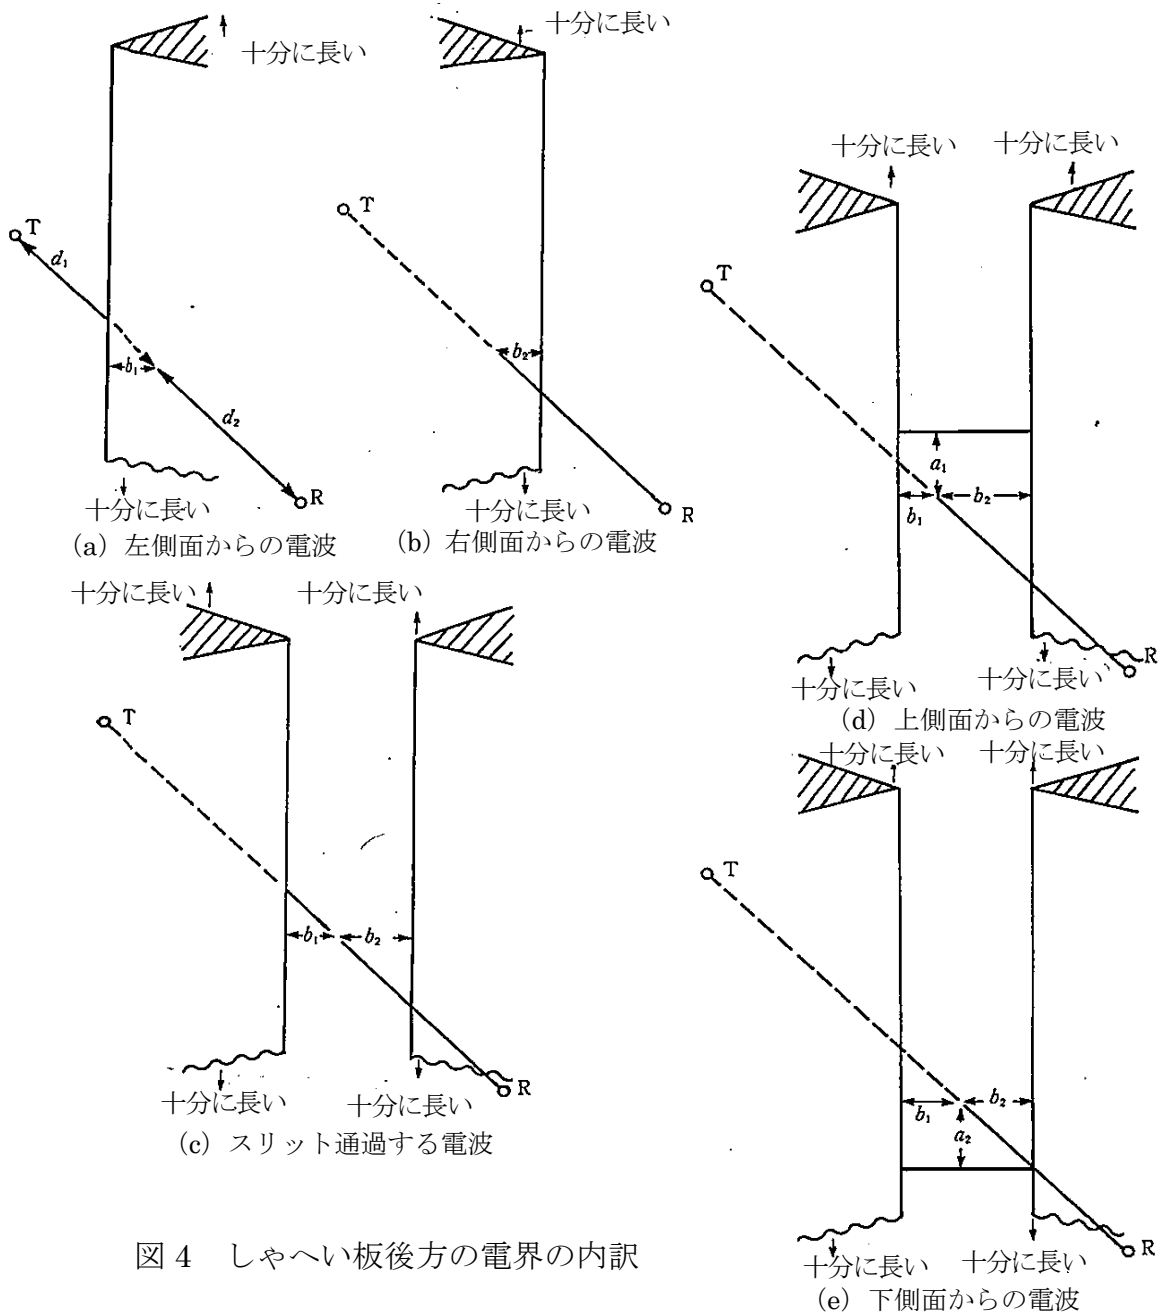 十分に長い
十分に長い
T
d₁
b₁
d₂
R
十分に長い
(a) 左側面からの電波
T
b₂
R
十分に長い
(b) 右側面からの電波
十分に長い
十分に長い
T
b₁
b₂
R
十分に長い
十分に長い
(c) スリット通過する電波
十分に長い
十分に長い
T
a₁
b₁
b₂
R
十分に長い
十分に長い
(d) 上側面からの電波
十分に長い
十分に長い
T
b₁
b₂
a₂
R
十分に長い
十分に長い
(e) 下側面からの電波
図 4 しゃへい板後方の電界の内訳